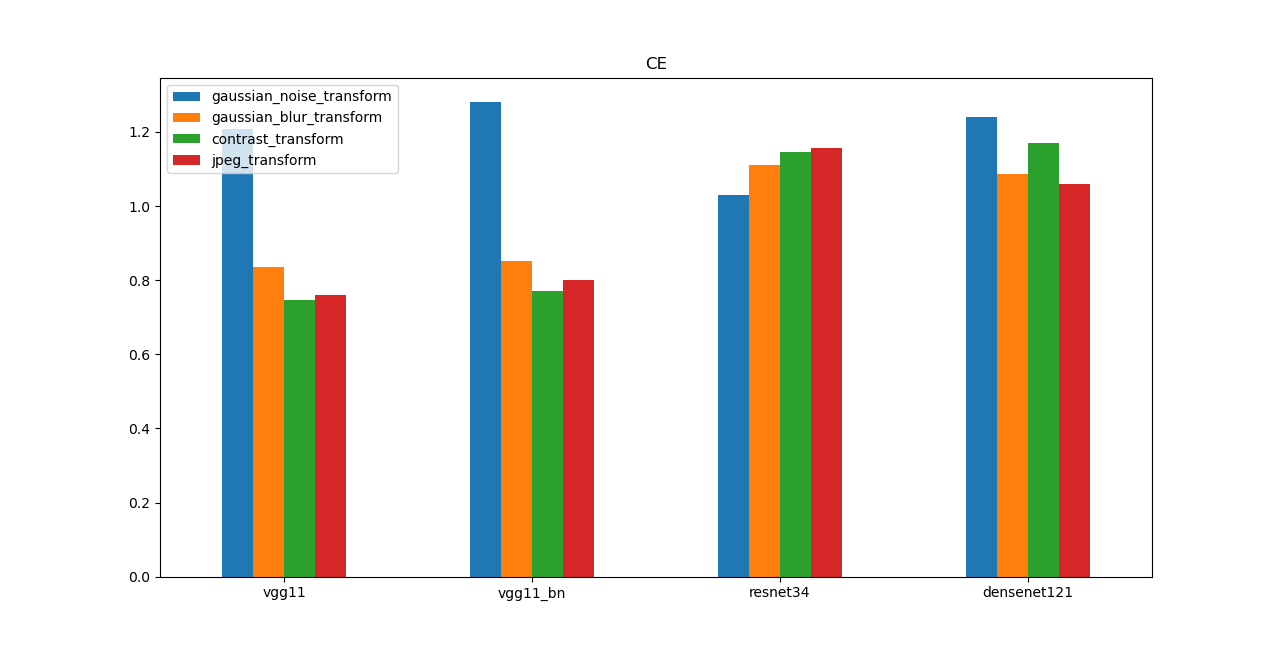 CE
gaussian_noise_transform
gaussian_blur_transform
contrast_transform
jpeg_transform
1.2
1.0
0.8
0.6
0.4
0.2
0.0
vgg11 vgg11_bn resnet34 densenet121